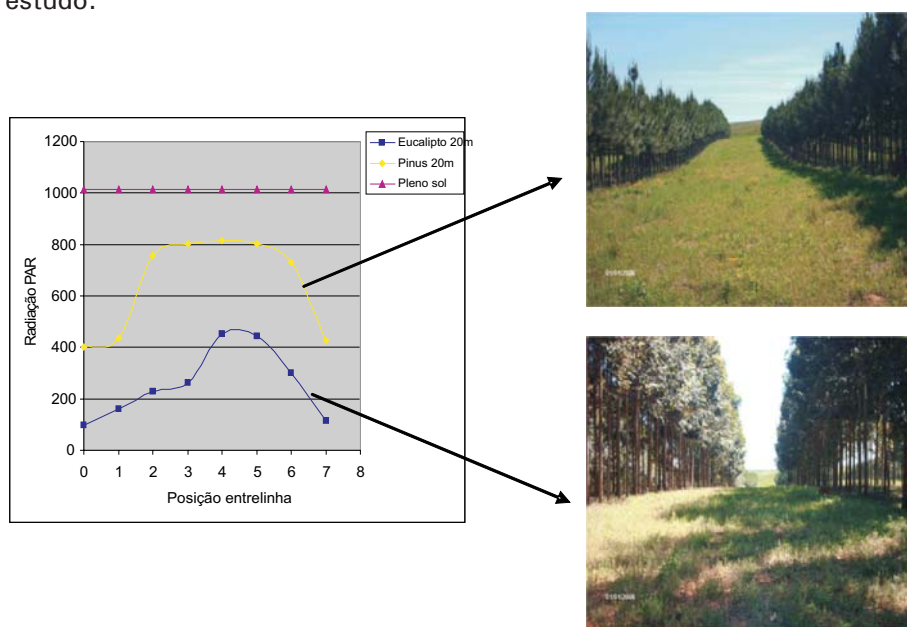 estudo.
1200
1000
800
600
400
200
0
Radiação PAR
0 1 2 3 4 5 6 7 8
Posição entrelinha
Eucalipto 20m
Pinus 20m
Pleno sol